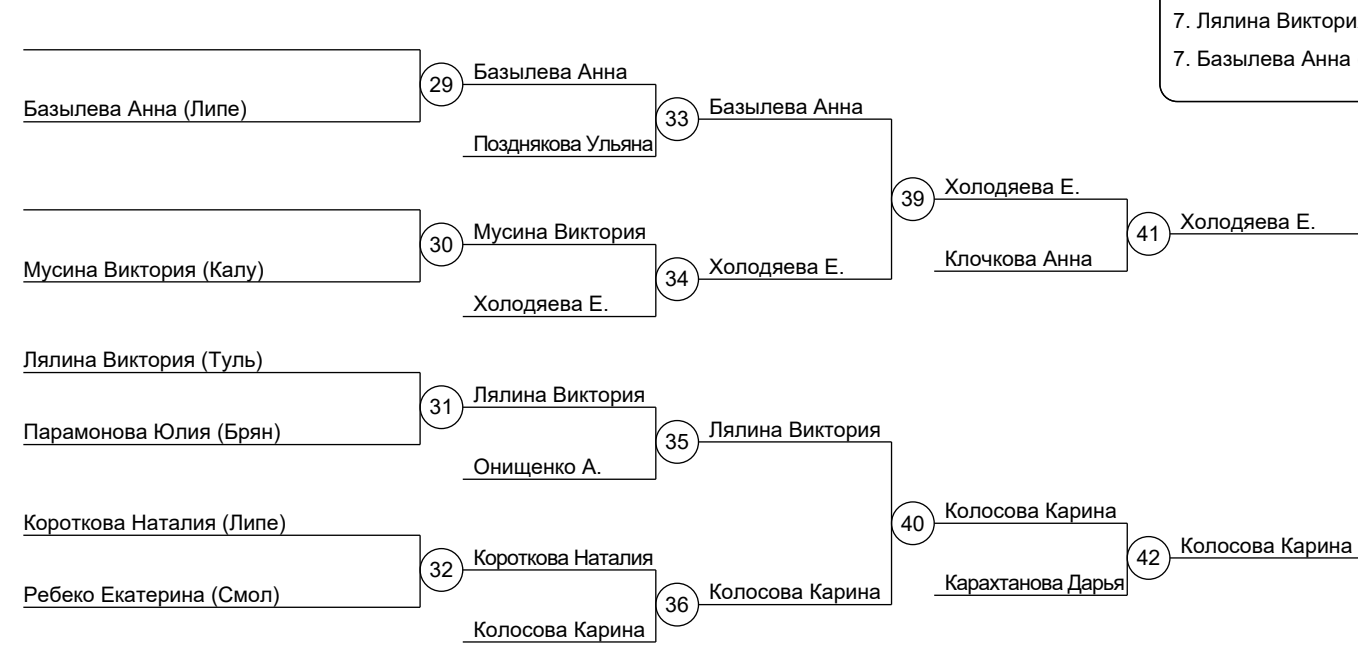 7. Лялина Виктори
7. Базылева Анна
29
Базылева Анна
Базылева Анна (Липе)
33
Базылева Анна
Позднякова Ульяна
39
Холодяева Е.
30
Мусина Виктория
41
Холодяева Е.
Мусина Виктория (Калу)
34
Холодяева Е.
Клочкова Анна
Холодяева Е.
Лялина Виктория (Туль)
31
Лялина Виктория
Парамонова Юлия (Брян)
35
Лялина Виктория
Онищенко А.
Короткова Наталия (Липе)
40
Колосова Карина
32
Короткова Наталия
42
Колосова Карина
Ребеко Екатерина (Смол)
36
Колосова Карина
Карахтанова Дарья
Колосова Карина